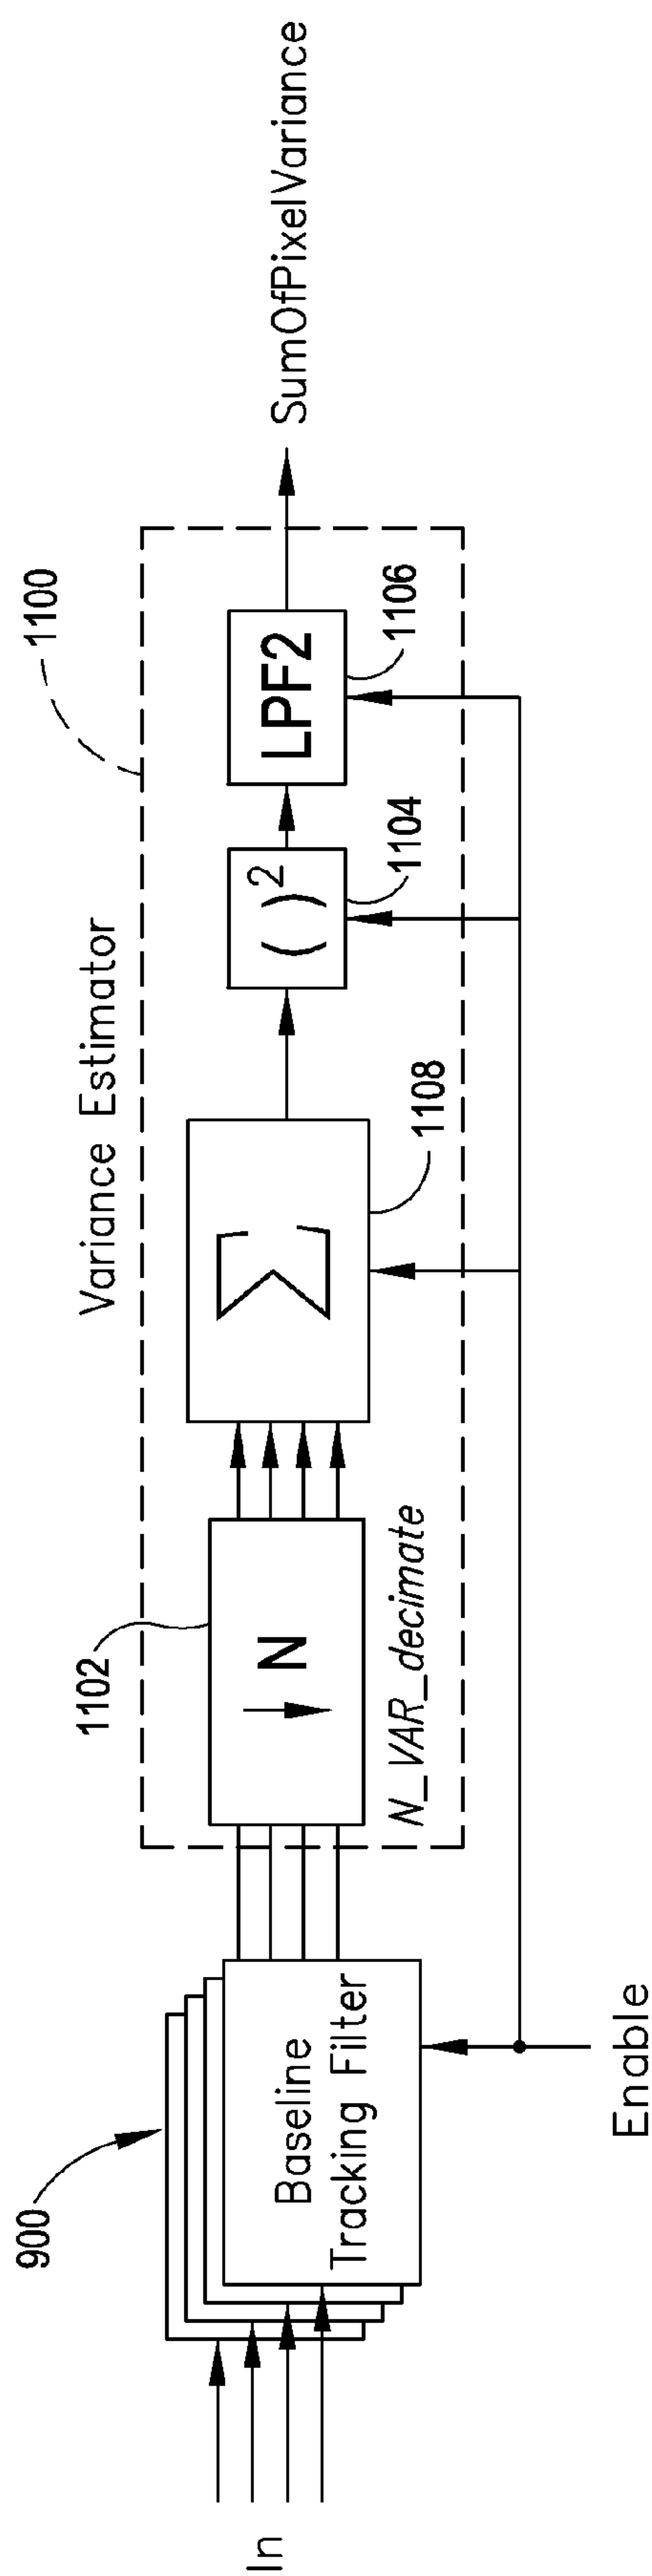 1100
Variance Estimator
900
1102
In
Baseline
Tracking Filter
↓ N
N_VAR_decimate
Σ
1108
( )²
1104
LPF2
1106
SumOfPixelVariance
Enable